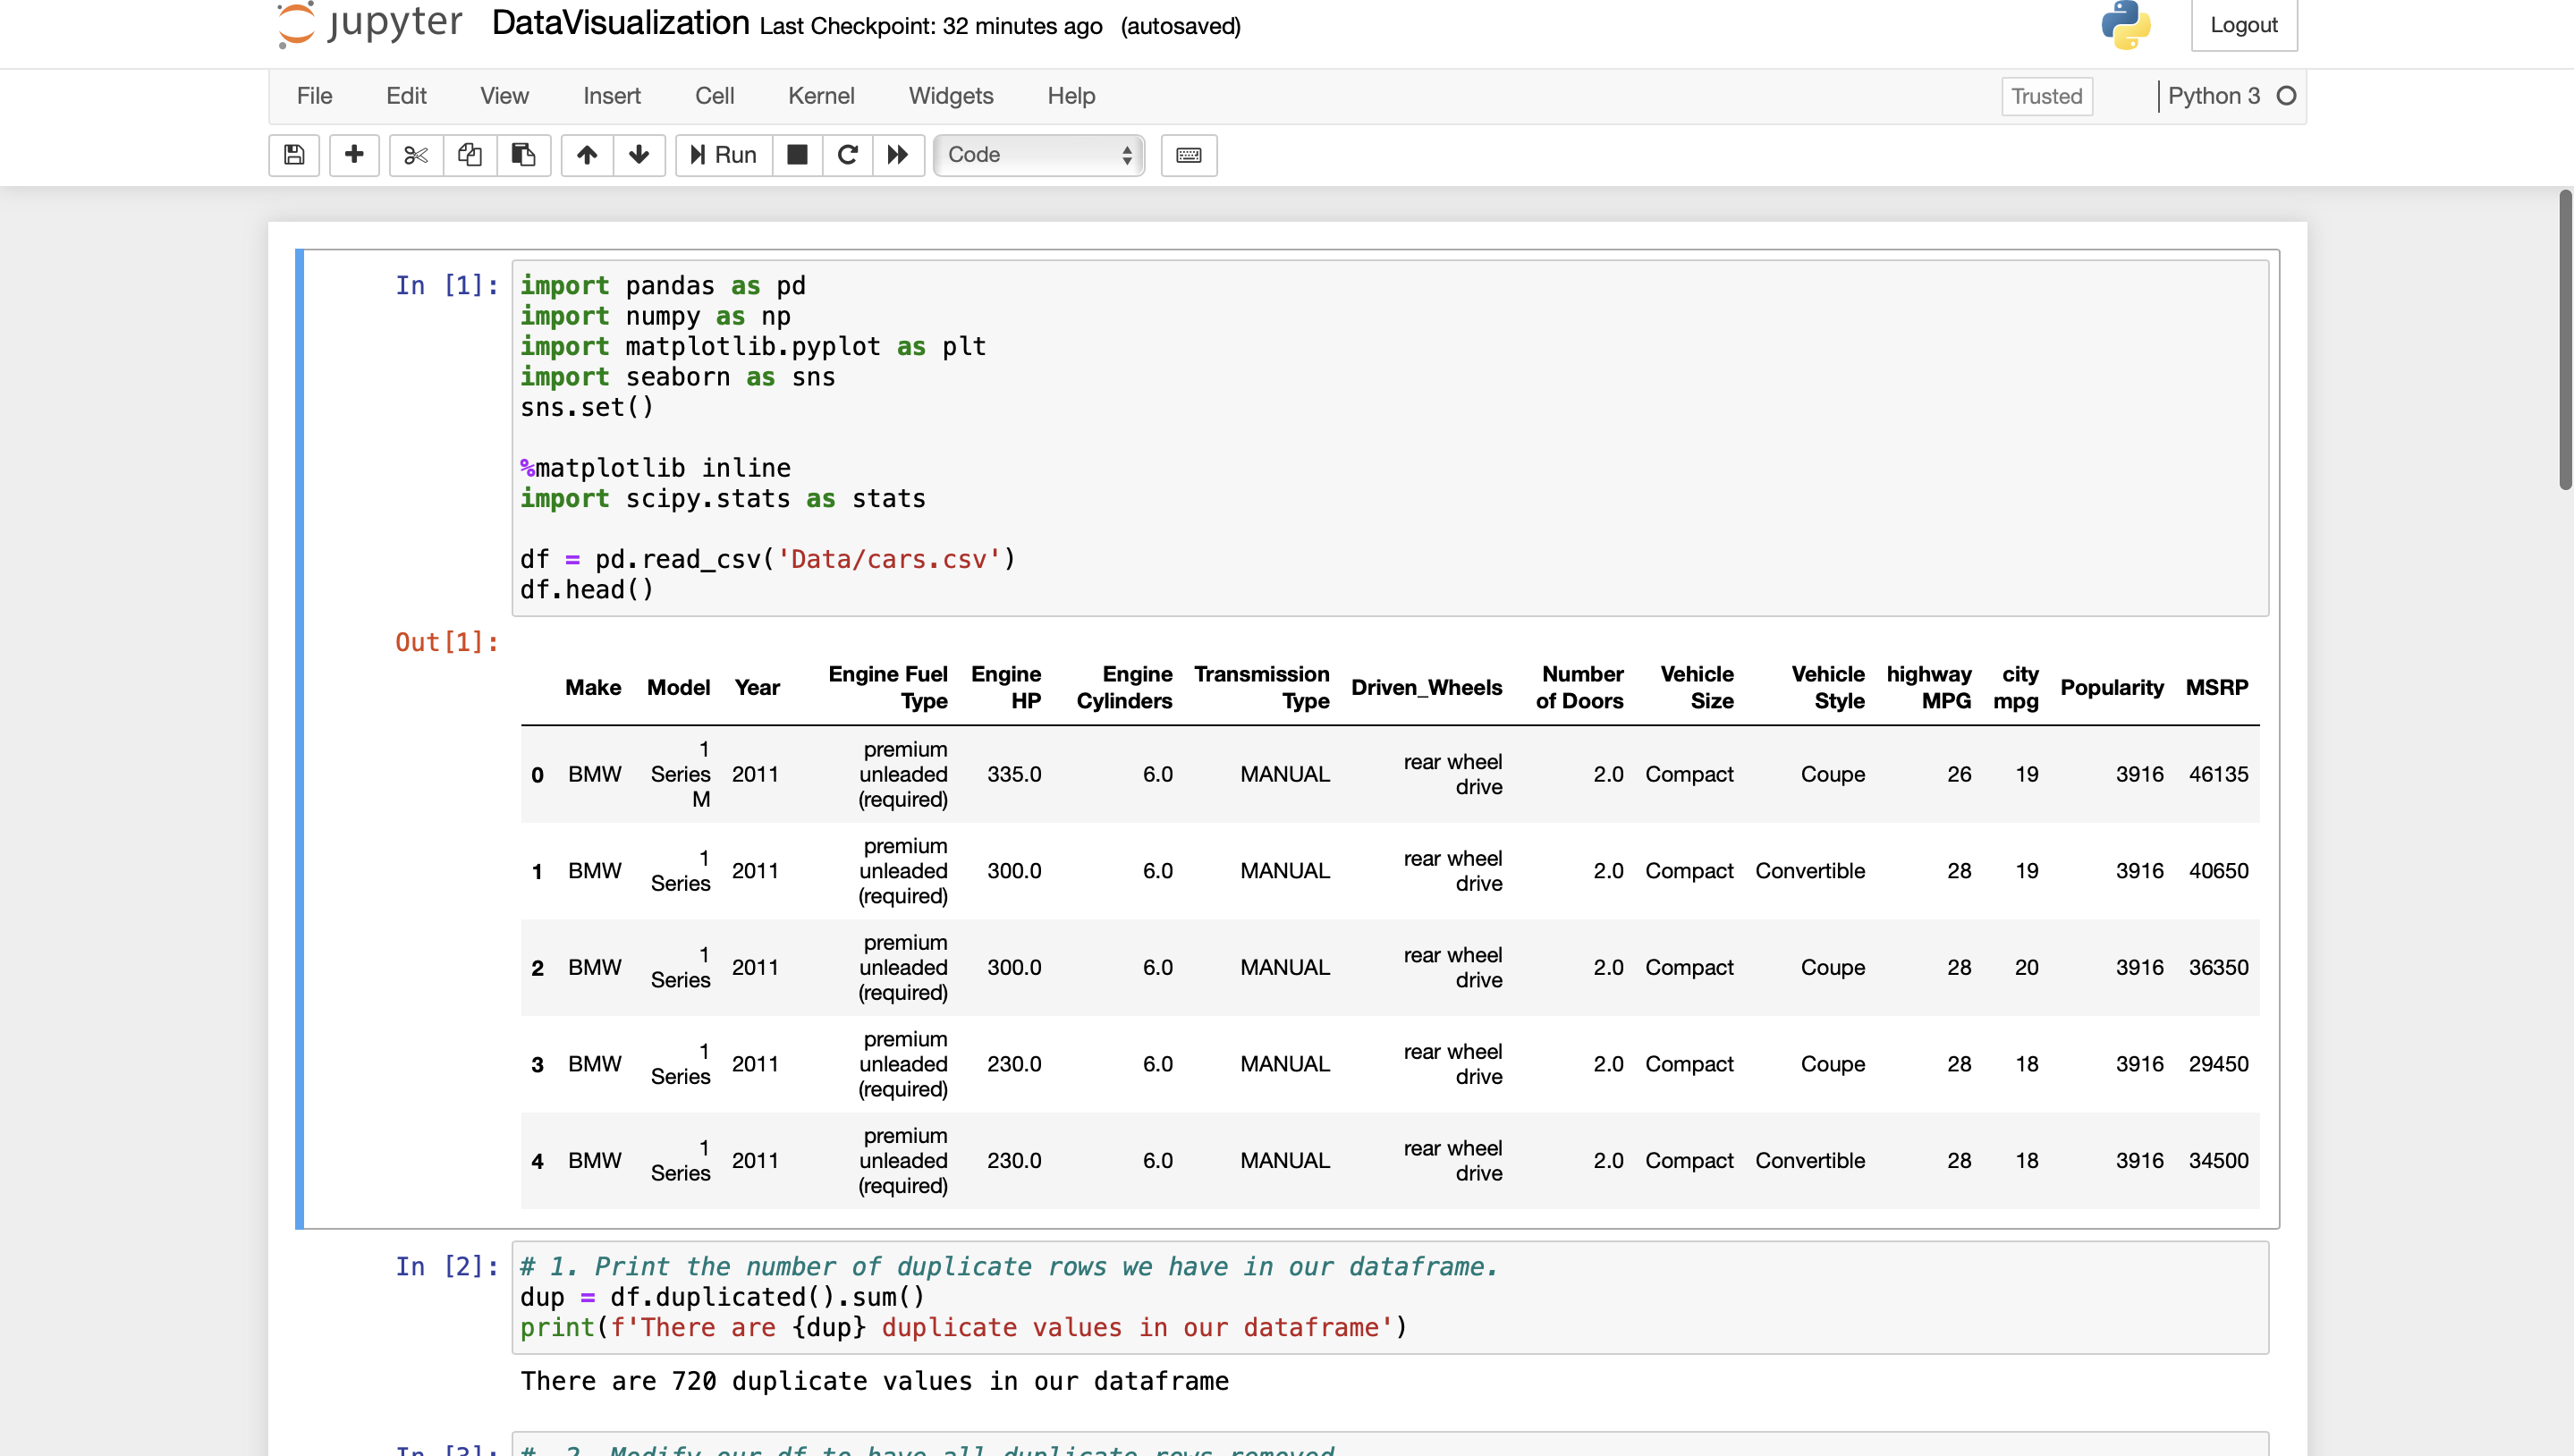 jupyter DataVisualization Last Checkpoint: 32 minutes ago (autosaved) Logout
File Edit View Insert Cell Kernel Widgets Help Trusted Python 3
Run Code
In [1]: import pandas as pd
import numpy as np
import matplotlib.pyplot as plt
import seaborn as sns
sns.set()
%matplotlib inline
import scipy.stats as stats
df = pd.read_csv('Data/cars.csv')
df.head()
Out[1]:
Make Model Year Engine Fuel Type Engine HP Engine Cylinders Transmission Type Driven_Wheels Number of Doors Vehicle Size Vehicle Style highway MPG city mpg Popularity MSRP
0 BMW 1 Series M 2011 premium unleaded (required) 335.0 6.0 MANUAL rear wheel drive 2.0 Compact Coupe 26 19 3916 46135
1 BMW 1 Series 2011 premium unleaded (required) 300.0 6.0 MANUAL rear wheel drive 2.0 Compact Convertible 28 19 3916 40650
2 BMW 1 Series 2011 premium unleaded (required) 300.0 6.0 MANUAL rear wheel drive 2.0 Compact Coupe 28 20 3916 36350
3 BMW 1 Series 2011 premium unleaded (required) 230.0 6.0 MANUAL rear wheel drive 2.0 Compact Coupe 28 18 3916 29450
4 BMW 1 Series 2011 premium unleaded (required) 230.0 6.0 MANUAL rear wheel drive 2.0 Compact Convertible 28 18 3916 34500
In [2]: # 1. Print the number of duplicate rows we have in our dataframe.
dup = df.duplicated().sum()
print(f'There are {dup} duplicate values in our dataframe')
There are 720 duplicate values in our dataframe
In [3]: # 2. Modify our df to have all duplicate rows removed